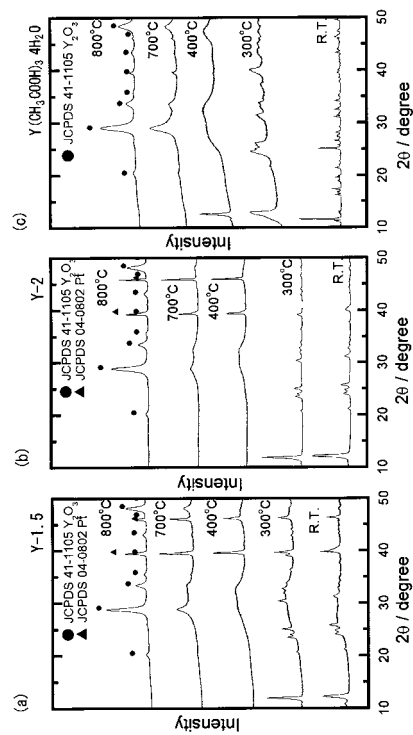 (a)
Y-1.5
● JCPDS 41-1105 Y2O3
▲ JCPDS 04-0802 Pt
800°C
700°C
400°C
300°C
R.T.
Intensity
10 20 30 40 50
2θ / degree
(b)
Y-2
● JCPDS 41-1105 Y2O3
▲ JCPDS 04-0802 Pt
800°C
700°C
400°C
300°C
R.T.
Intensity
10 20 30 40 50
2θ / degree
(c)
Y(CH3COOH)3 4H2O
● JCPDS 41-1105 Y2O3
800°C
700°C
400°C
300°C
R.T.
Intensity
10 20 30 40 50
2θ / degree